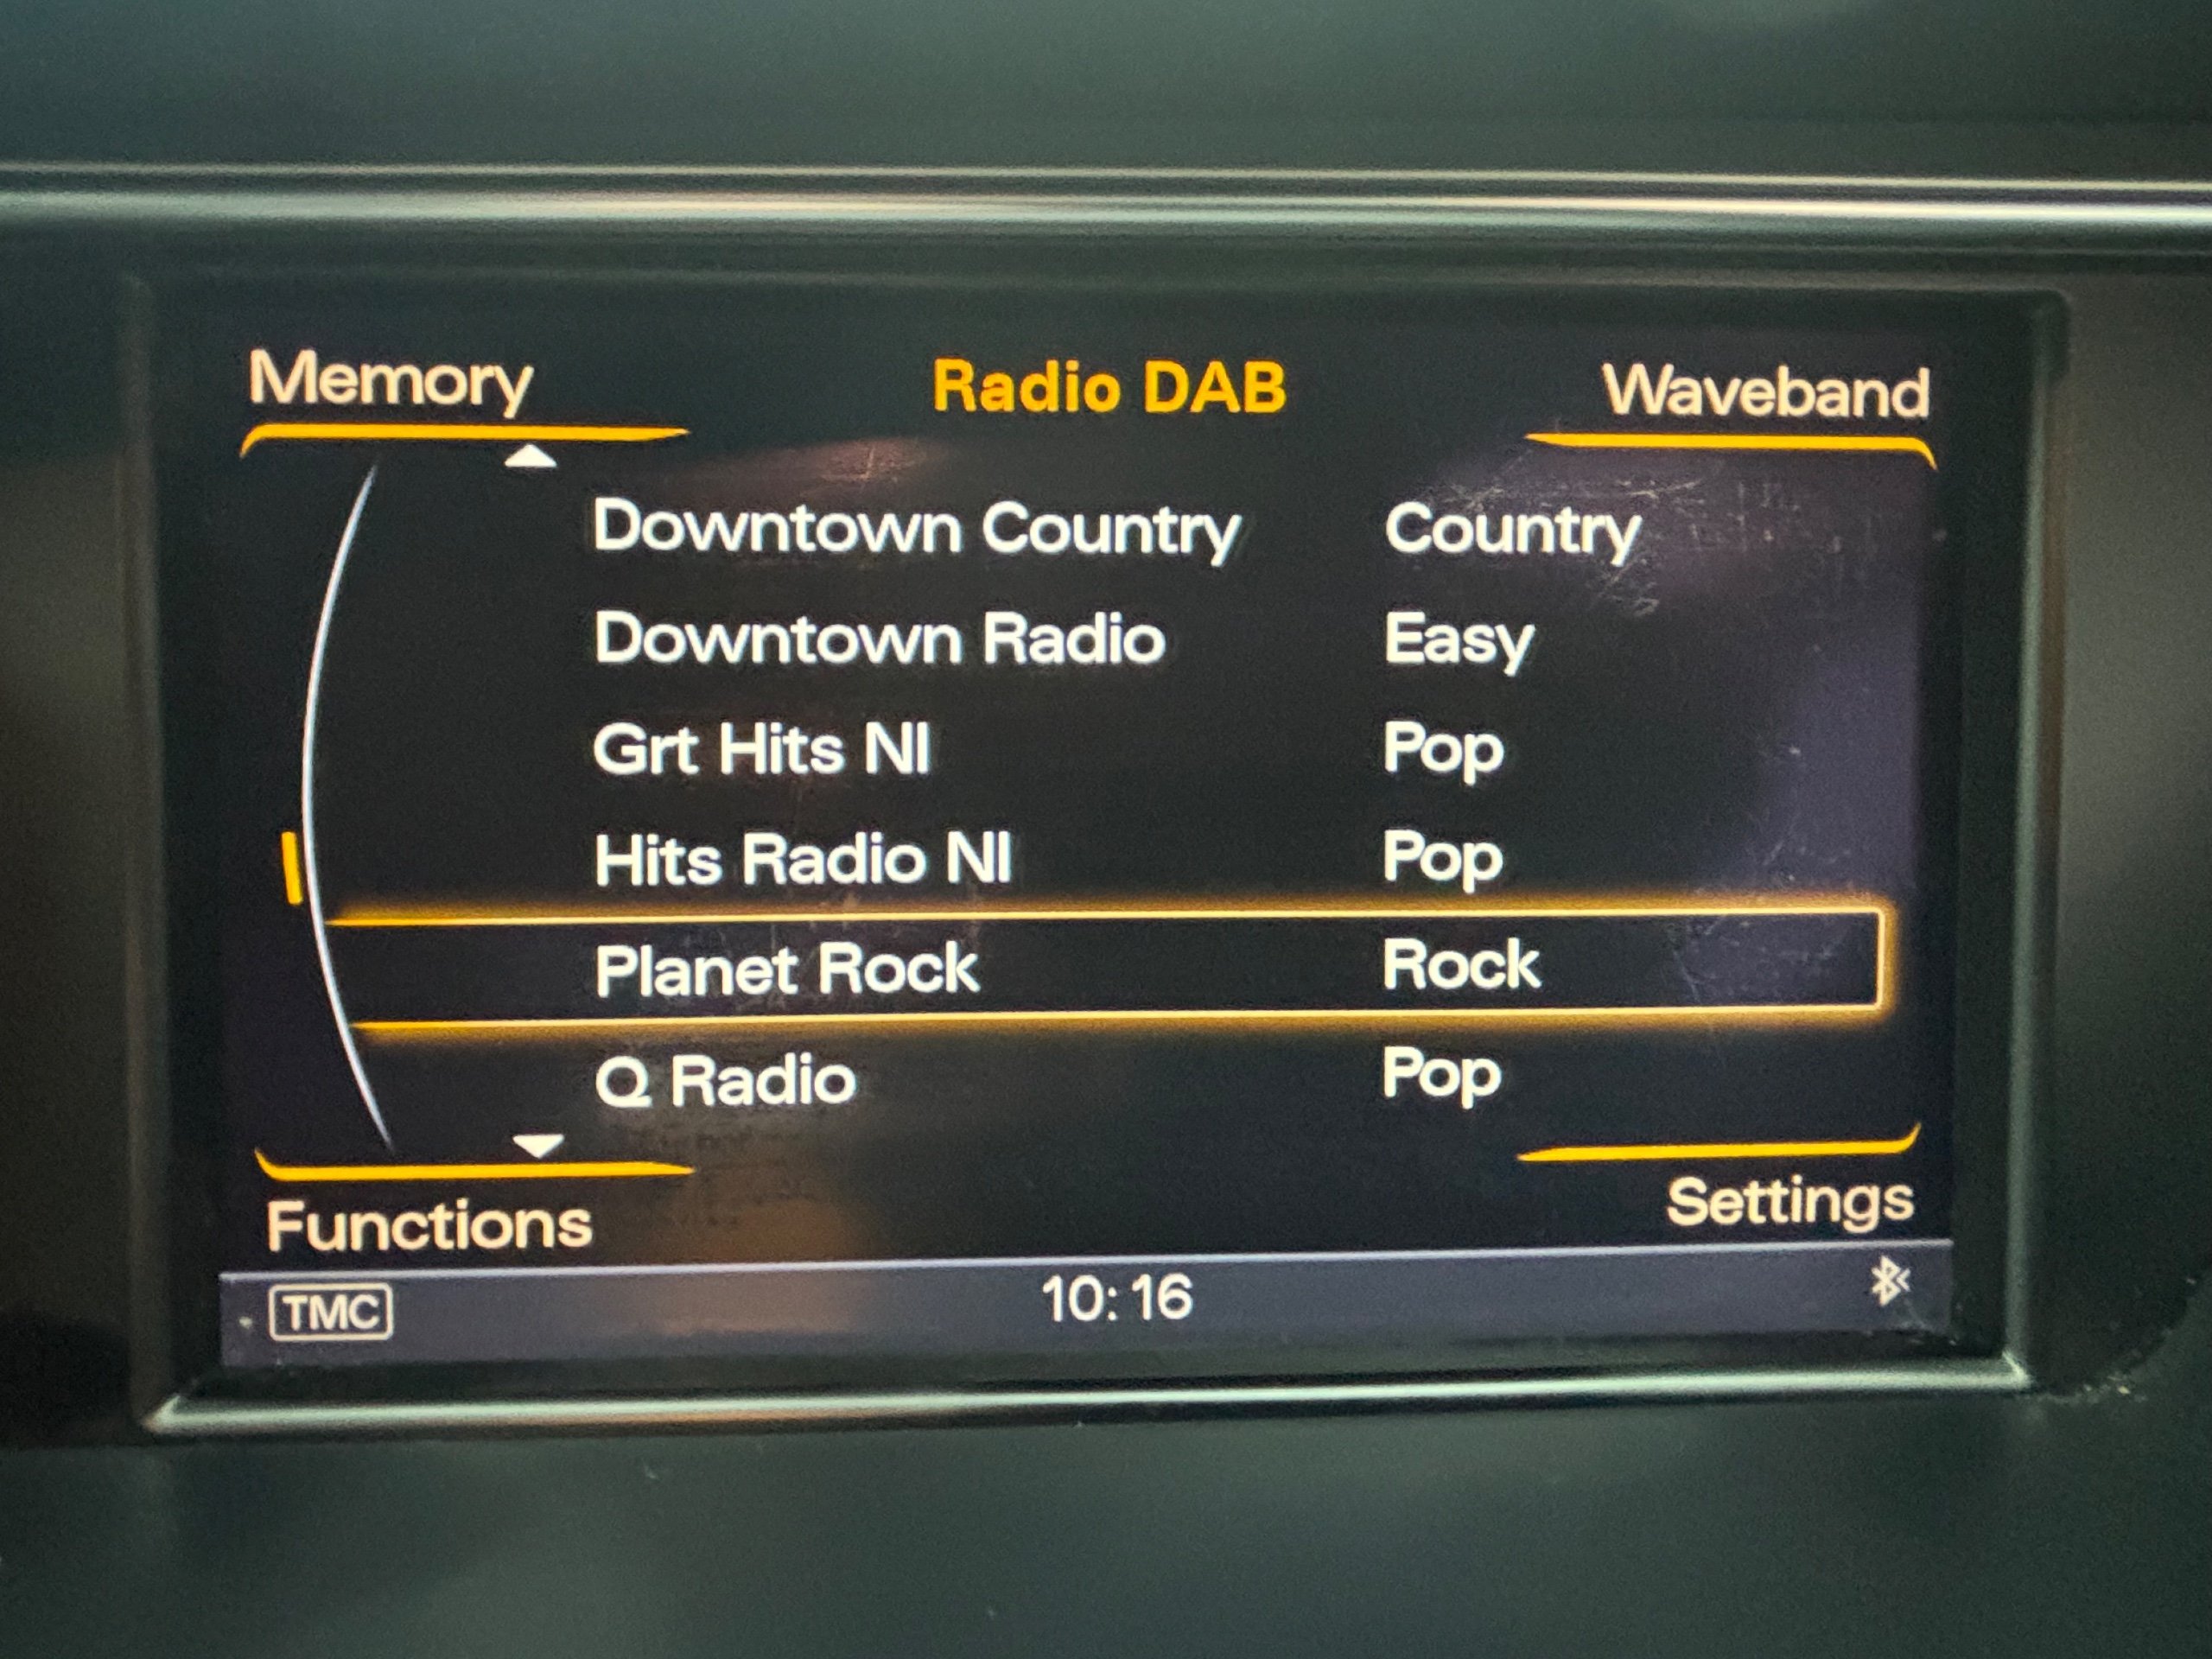 Memory Radio DAB Waveband
Downtown Country Country
Downtown Radio Easy
Grt Hits NI Pop
Hits Radio NI Pop
Planet Rock Rock
Q Radio Pop
Functions Settings
TMC 10:16